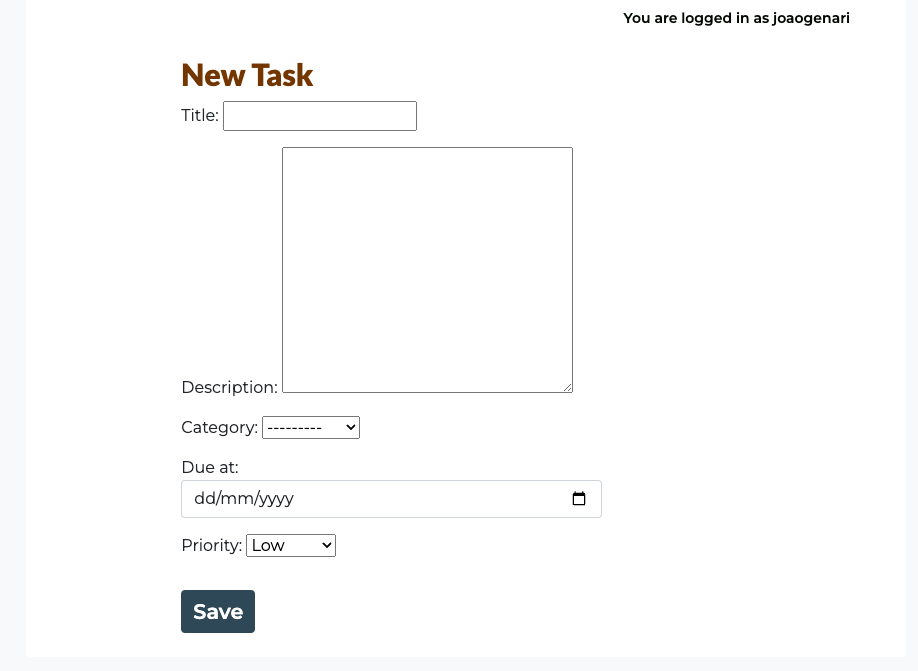 You are logged in as joaogenari
New Task
Title:
Description:
Category: ---------
Due at:
dd/mm/yyyy
Priority: Low
Save